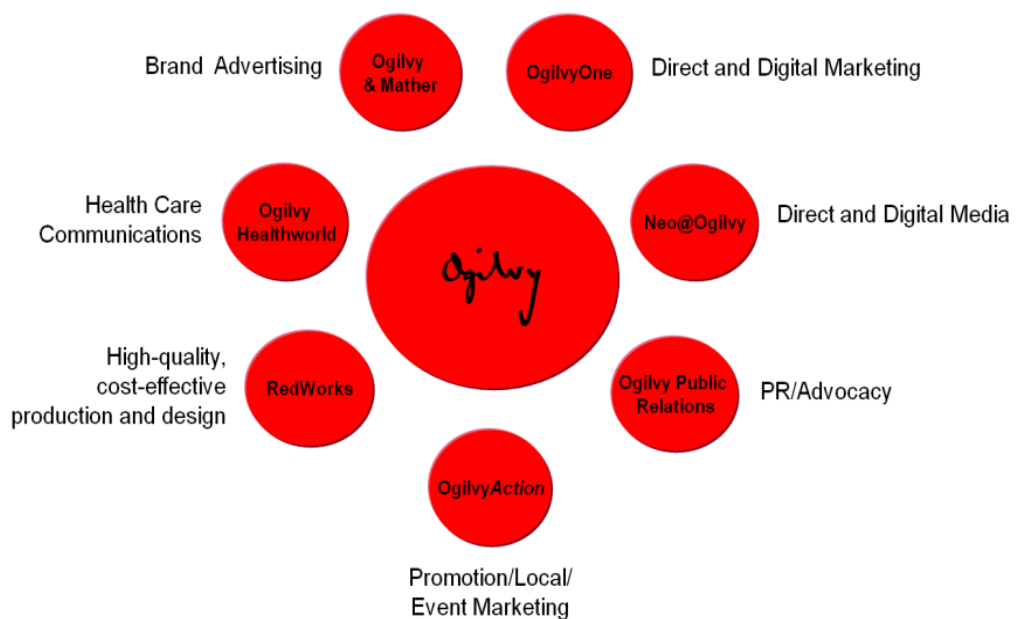 Brand Advertising
Ogilvy
& Mather
OgilvyOne
Direct and Digital Marketing
Health Care
Communications
Ogilvy
Healthworld
Ogilvy
Neo@Ogilvy
Direct and Digital Media
High-quality,
cost-effective
production and design
RedWorks
Ogilvy Public
Relations
PR/Advocacy
OgilvyAction
Promotion/Local/
Event Marketing